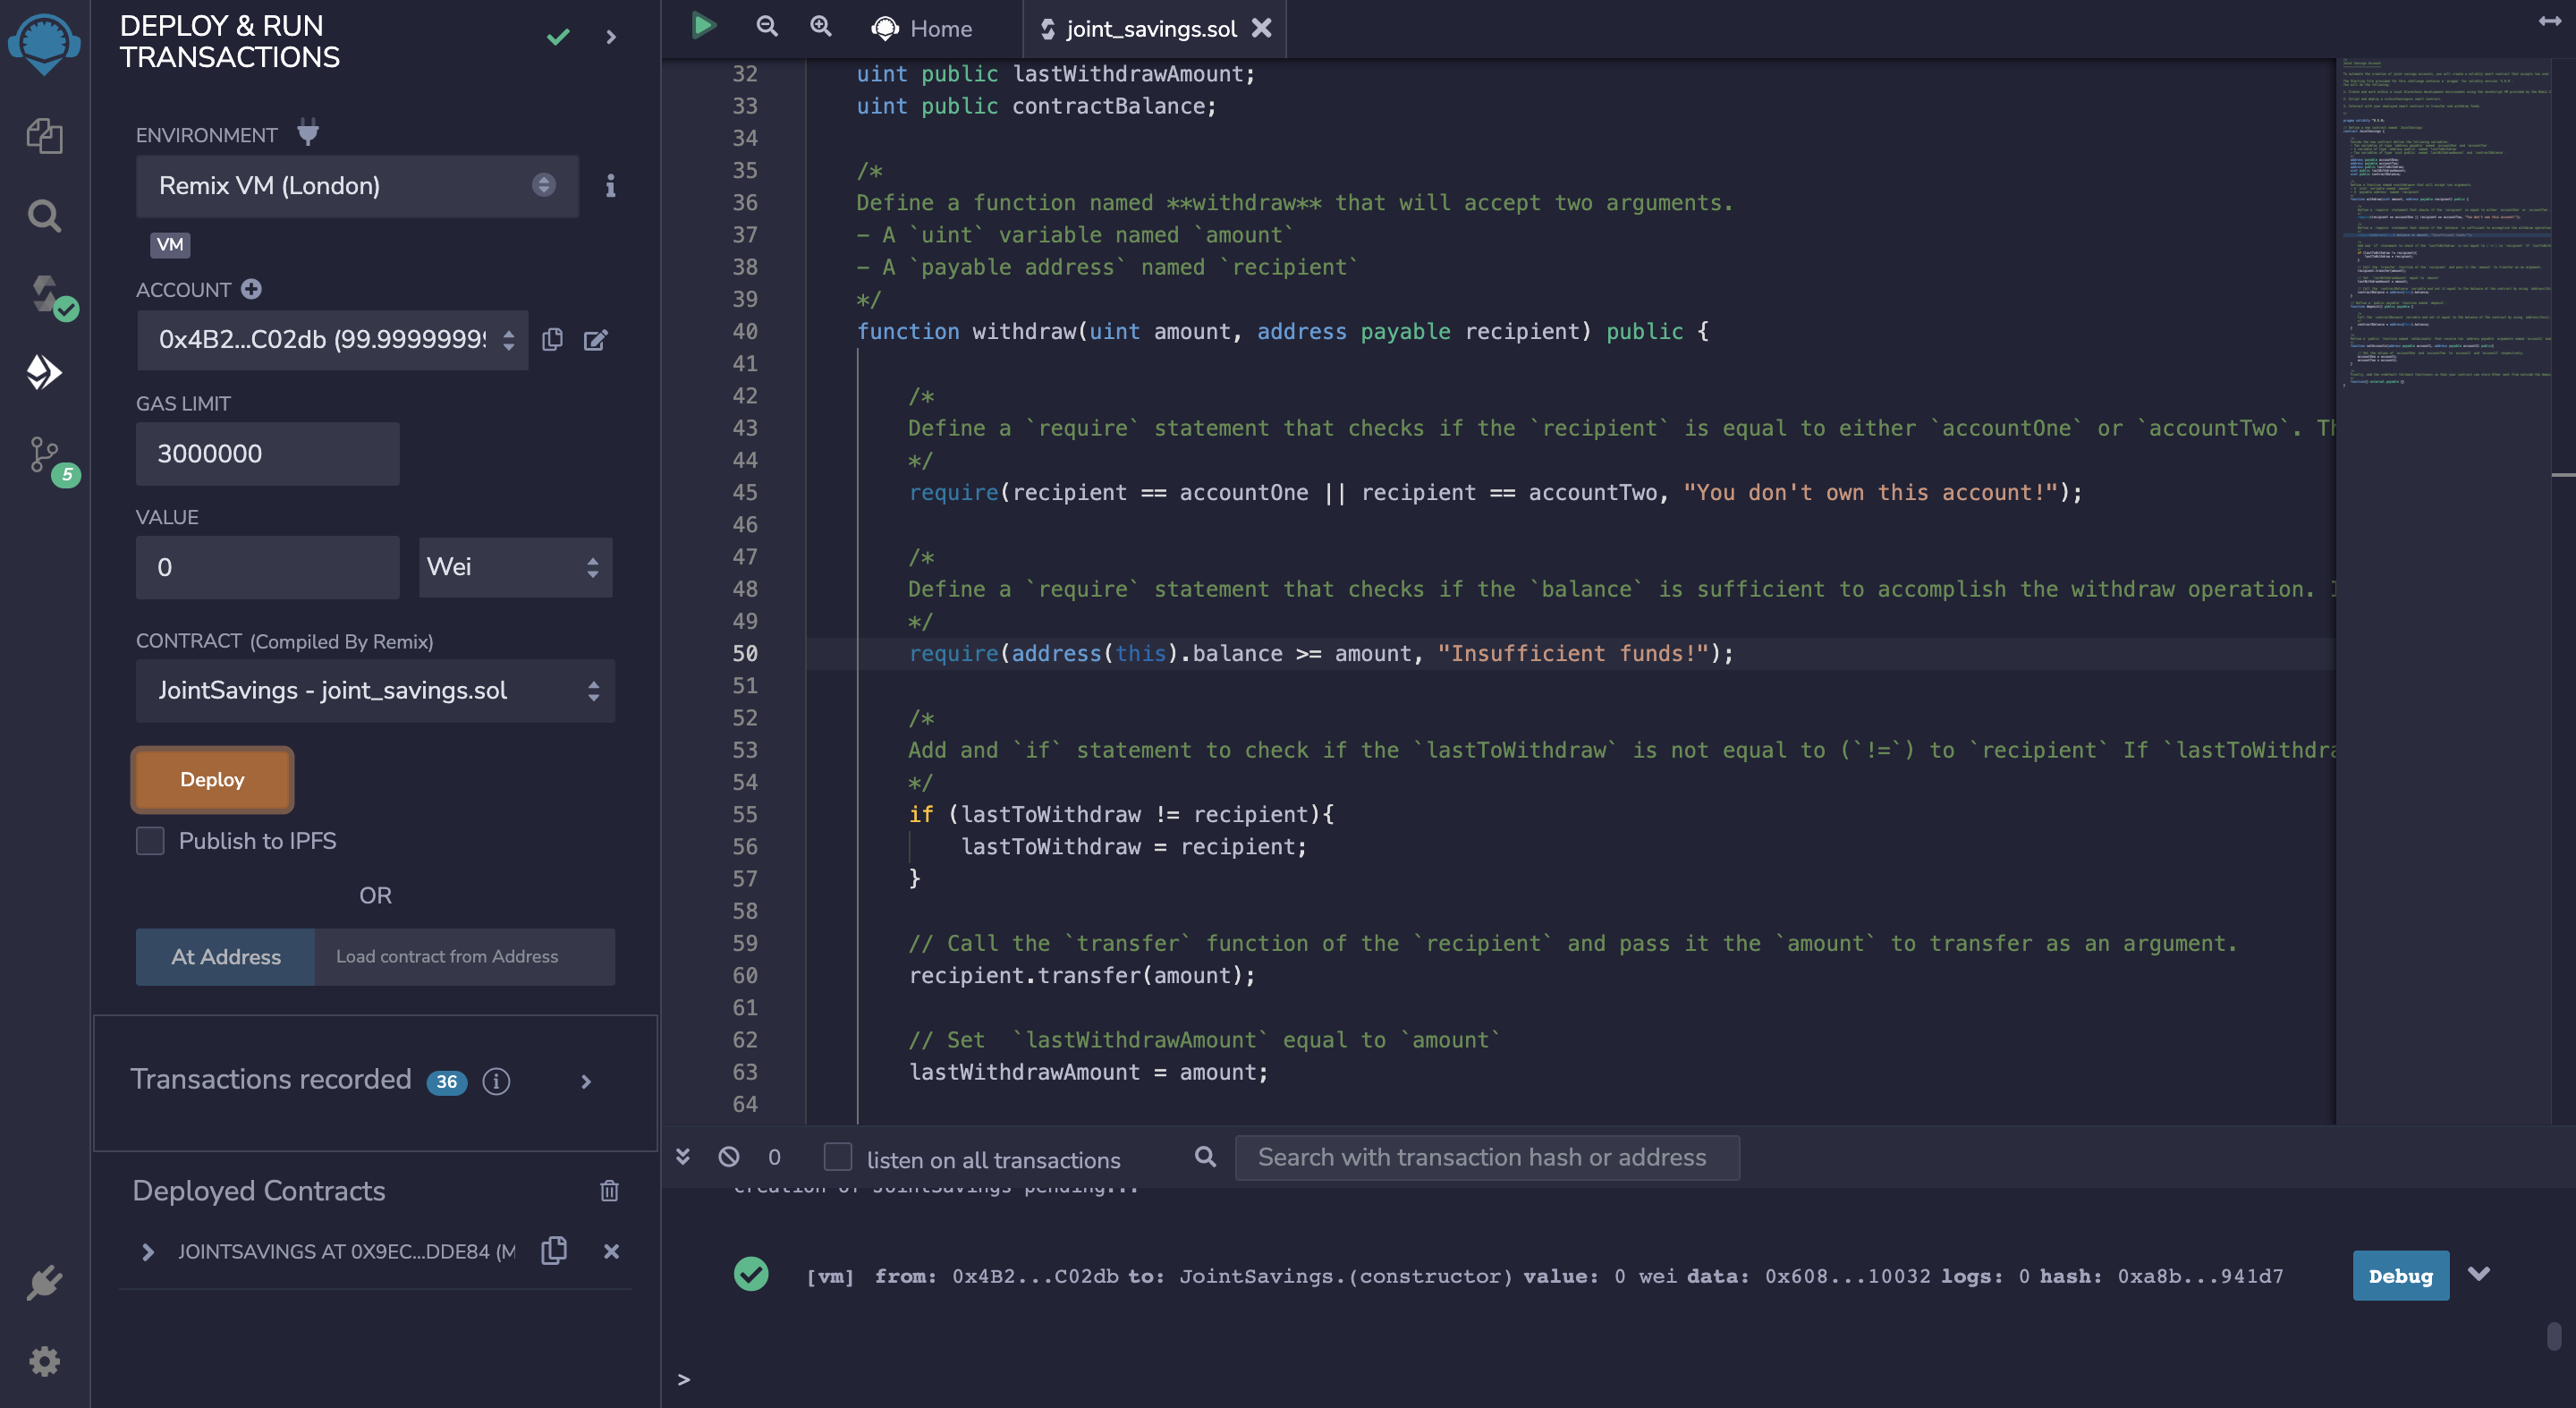 DEPLOY & RUN
TRANSACTIONS
ENVIRONMENT
Remix VM (London)
VM
ACCOUNT
0x4B2...C02db (99.99999999
GAS LIMIT
3000000
VALUE
0
Wei
CONTRACT (Compiled By Remix)
JointSavings - joint_savings.sol
Deploy
Publish to IPFS
OR
At Address
Load contract from Address
Transactions recorded 36
Deployed Contracts
JOINTSAVINGS AT 0X9EC...DDE84 (M
5
Home
joint_savings.sol
32 uint public lastWithdrawAmount;
33 uint public contractBalance;
34
35 /*
36 Define a function named **withdraw** that will accept two arguments.
37 - A `uint` variable named `amount`
38 - A `payable address` named `recipient`
39 */
40 function withdraw(uint amount, address payable recipient) public {
41
42 /*
43 Define a `require` statement that checks if the `recipient` is equal to either `accountOne` or `accountTwo`. Th
44 */
45 require(recipient == accountOne || recipient == accountTwo, "You don't own this account!");
46
47 /*
48 Define a `require` statement that checks if the `balance` is sufficient to accomplish the withdraw operation. I
49 */
50 require(address(this).balance >= amount, "Insufficient funds!");
51
52 /*
53 Add and `if` statement to check if the `lastToWithdraw` is not equal to (`!=`) to `recipient` If `lastToWithdra
54 */
55 if (lastToWithdraw != recipient){
56 lastToWithdraw = recipient;
57 }
58
59 // Call the `transfer` function of the `recipient` and pass it the `amount` to transfer as an argument.
60 recipient.transfer(amount);
61
62 // Set  `lastWithdrawAmount` equal to `amount`
63 lastWithdrawAmount = amount;
64
0
listen on all transactions
Search with transaction hash or address
creation of JointSavings pending...
[vm] from: 0x4B2...C02db to: JointSavings.(constructor) value: 0 wei data: 0x608...10032 logs: 0 hash: 0xa8b...941d7
Debug
>